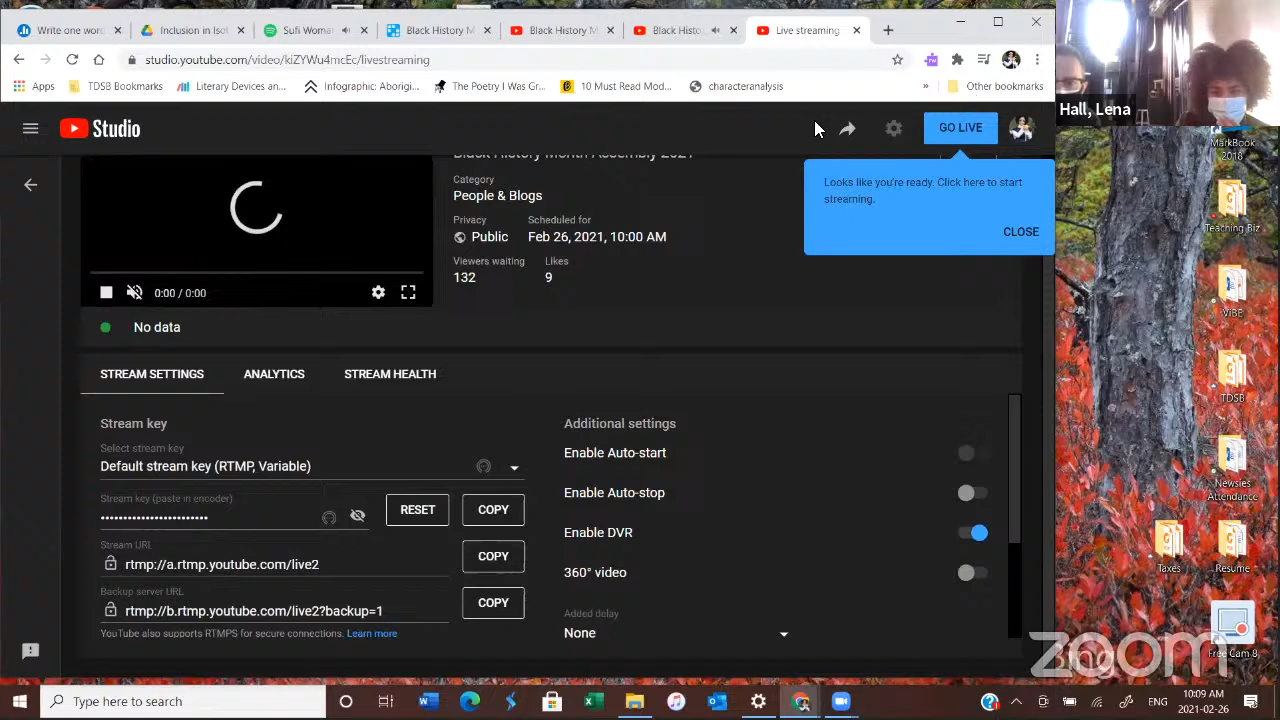 Write one word
Inclusion in Isot
Sufi Woma
Black History M
Black History M
Black Histo
Live streaming
studio.youtube.com/video/kiZYWu4mcEc/livestreaming
Apps
TDSB Bookmarks
Literary Devices an...
Infographic Aborigi...
The Poetry I Was Gr...
10 Must Read Mod...
characteranalysis
»
Other bookmarks
Hall, Lena
Studio
GO LIVE
Black History Month Assembly 2021
Looks like you're ready. Click here to start
streaming.
CLOSE
Category
People & Blogs
Privacy
Scheduled for
Public
Feb 26, 2021, 10:00 AM
Viewers waiting
Likes
132
9
0:00 / 0:00
No data
STREAM SETTINGS
ANALYTICS
STREAM HEALTH
Stream key
Select stream key
Default stream key (RTMP, Variable)
Stream key (paste in encoder)
••••••••••••••••••••••••
RESET
COPY
Stream URL
rtmp://a.rtmp.youtube.com/live2
COPY
Backup server URL
rtmp://b.rtmp.youtube.com/live2?backup=1
COPY
YouTube also supports RTMPS for secure connections. Learn more
Additional settings
Enable Auto-start
Enable Auto-stop
Enable DVR
360° video
Added delay
None
MarkBook
2018
Teaching Biz
ViBE
TDSB
Newsies
Attendance
Taxes
Resume
Free Cam 8
zoom
Type here to search
ENG
10:09 AM
2021-02-26